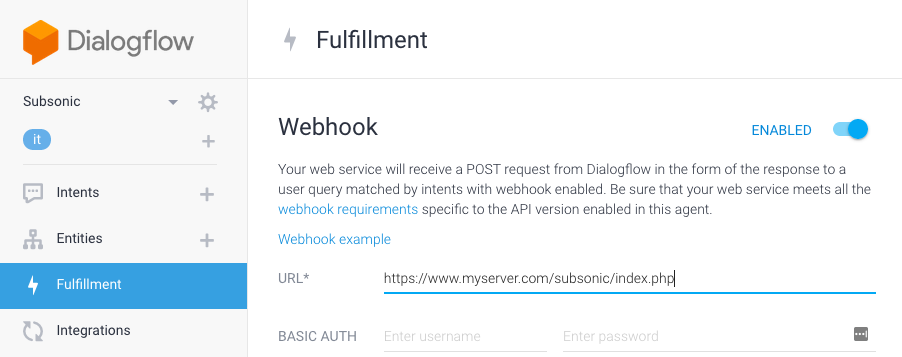 Dialogflow
Subsonic
it
Intents
Entities
Fulfillment
Integrations
Fulfillment
Webhook
ENABLED
Your web service will receive a POST request from Dialogflow in the form of the response to a
user query matched by intents with webhook enabled. Be sure that your web service meets all the
webhook requirements specific to the API version enabled in this agent.
Webhook example
URL* https://www.myserver.com/subsonic/index.php
BASIC AUTH Enter username Enter password